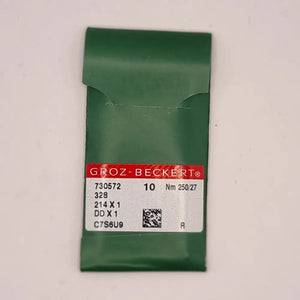 GROZ-BECKERT®
730572 10 Nm 250/27
328
214 X 1
DD X 1
C7S6U9 R